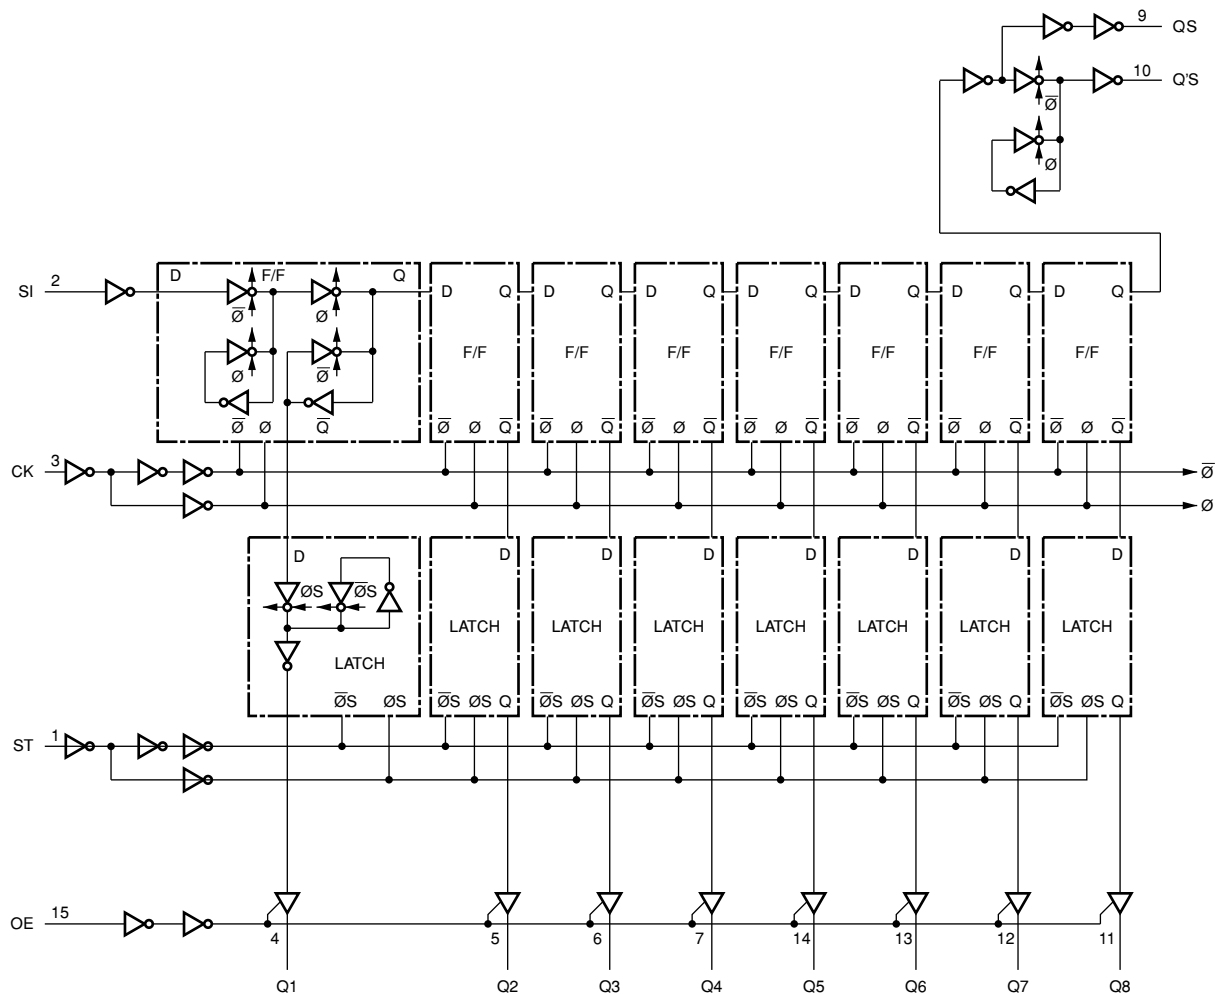 9 QS
10 Q'S
Ø̅
Ø
SI 2
D F/F Q
D Q D Q D Q D Q D Q D Q D Q
Ø̅ Ø
F/F F/F F/F F/F F/F F/F F/F
Ø Ø̅
Ø̅ Ø Q̅ Ø̅ Ø Q̅ Ø̅ Ø Q̅ Ø̅ Ø Q̅ Ø̅ Ø Q̅ Ø̅ Ø Q̅ Ø̅ Ø Q̅ Ø̅ Ø Q̅
CK 3 Ø̅
Ø
D D D D D D D D
ØS Ø̅S
LATCH LATCH LATCH LATCH LATCH LATCH LATCH
LATCH
Ø̅S ØS Ø̅S ØS Q Ø̅S ØS Q Ø̅S ØS Q Ø̅S ØS Q Ø̅S ØS Q Ø̅S ØS Q Ø̅S ØS Q
ST 1
OE 15
4 5 6 7 14 13 12 11
Q1 Q2 Q3 Q4 Q5 Q6 Q7 Q8